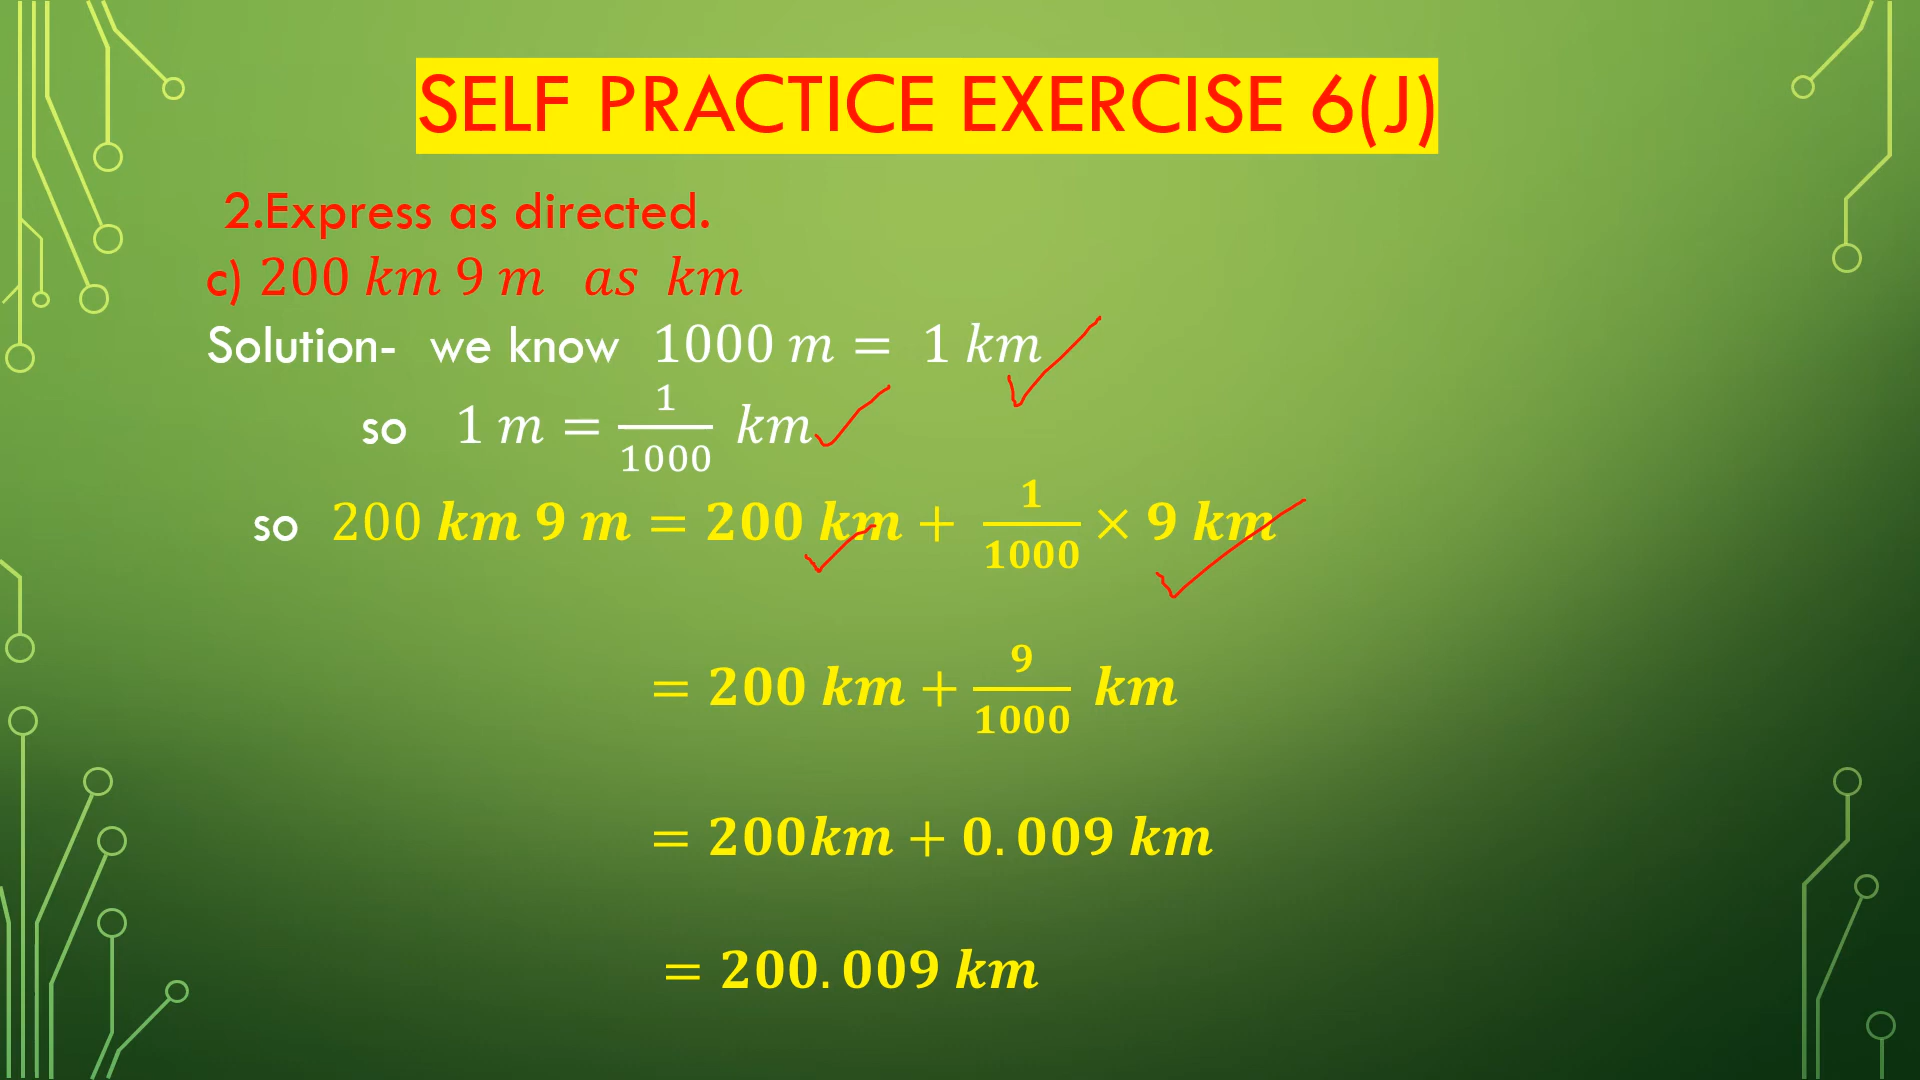 SELF PRACTICE EXERCISE 6(J)
2.Express as directed.
c) 200 km 9 m as km
Solution- we know 1000 m = 1 km
so 1 m = 1/1000 km
so 200 km 9 m = 200 km + 1/1000 × 9 km
= 200 km + 9/1000 km
= 200km + 0.009 km
= 200.009 km